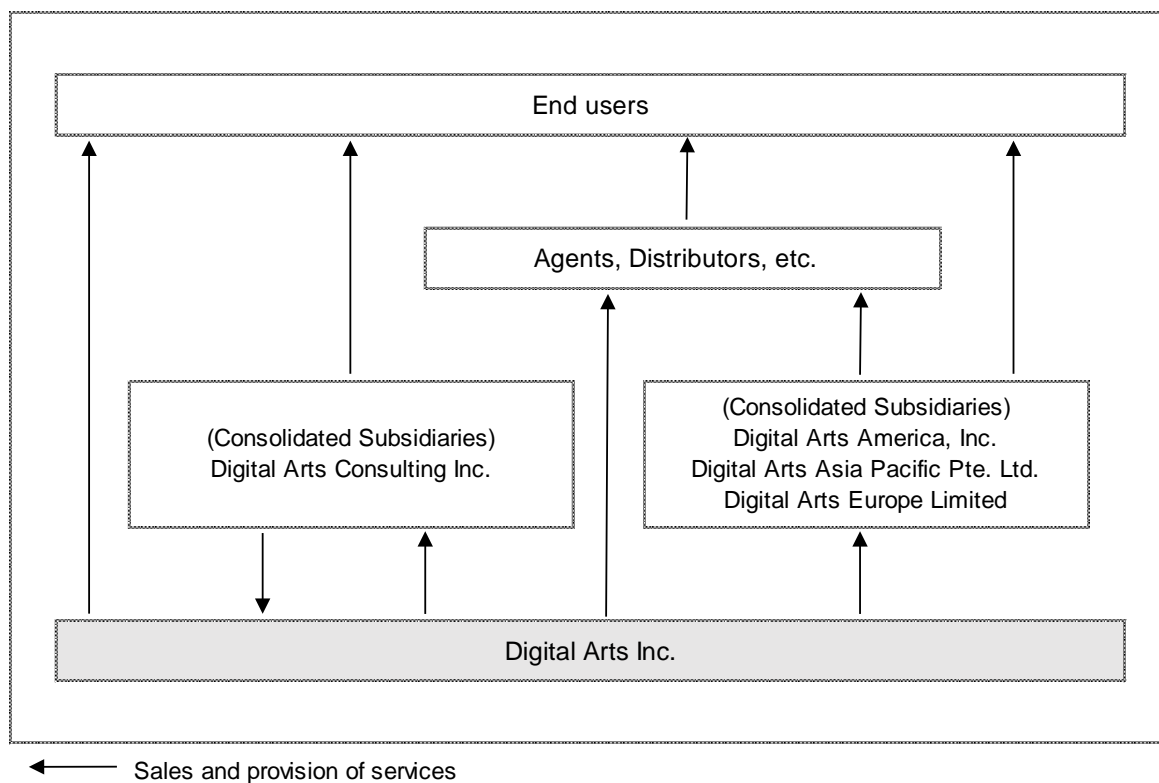 End users
Agents, Distributors, etc.
(Consolidated Subsidiaries)
Digital Arts Consulting Inc.
(Consolidated Subsidiaries)
Digital Arts America, Inc.
Digital Arts Asia Pacific Pte. Ltd.
Digital Arts Europe Limited
Digital Arts Inc.
Sales and provision of services